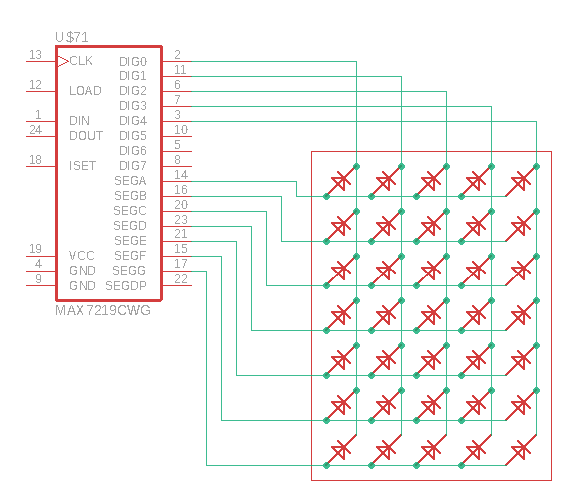 U$71
13 CLK DIG0 2
DIG1 11
12 LOAD DIG2 6
DIG3 7
1 DIN DIG4 3
24 DOUT DIG5 10
DIG6 5
18 ISET DIG7 8
SEGA 14
SEGB 16
SEGC 20
SEGD 23
SEGE 21
19 VCC SEGF 15
4 GND SEGG 17
9 GND SEGDP 22
MAX7219CWG